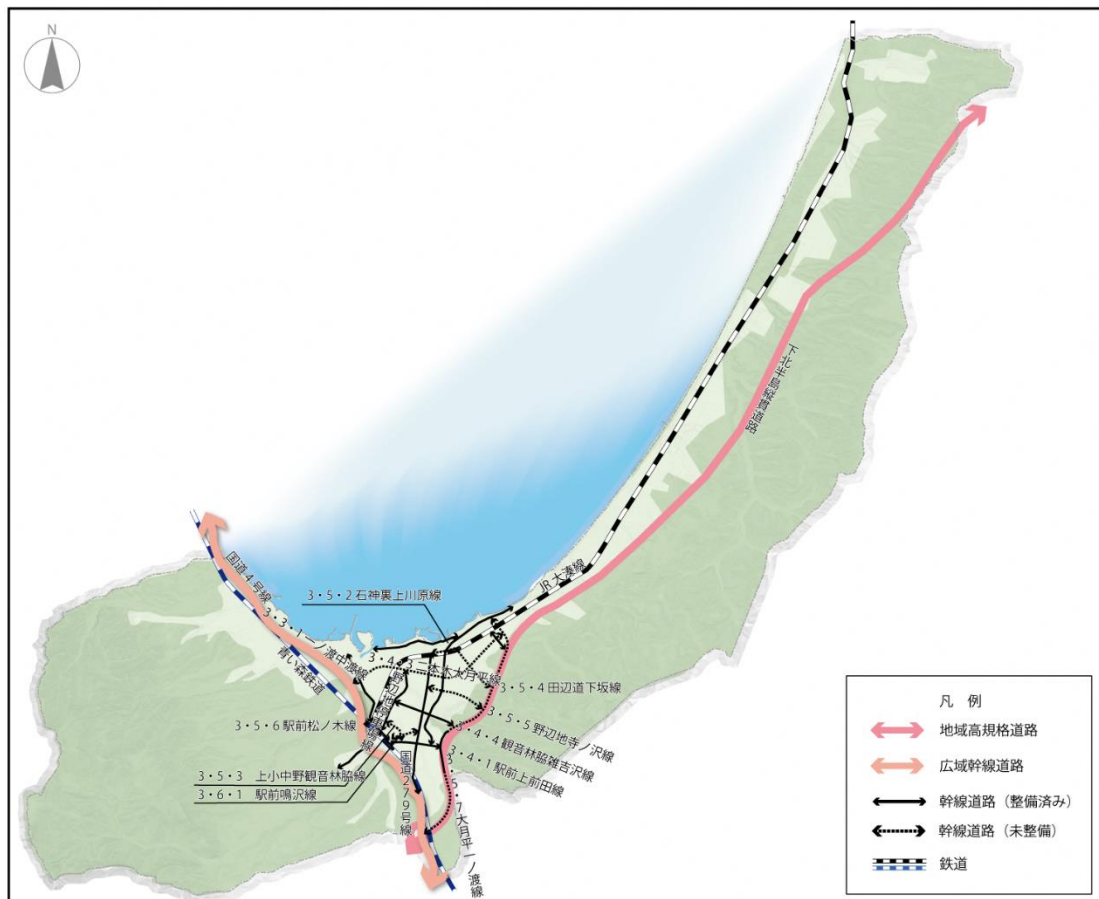 N
下北半島縦貫道路
国道4号線
JR大湊線
3・5・2石神裏上川原線
3・3・1一ノ渡中渡線
青い森鉄道
3・5・4田辺道下坂線
3・5・5野辺地寺ノ沢線
3・5・6駅前松ノ木線
3・4・4観音林脇雑吉沢線
3・4・1駅前上前田線
3・5・3 上小中野観音林脇線
3・6・1 駅前鳴沢線
国道279号線
3・5・7大月平一ノ渡線
凡 例
地域高規格道路
広域幹線道路
幹線道路(整備済み)
幹線道路(未整備)
鉄道